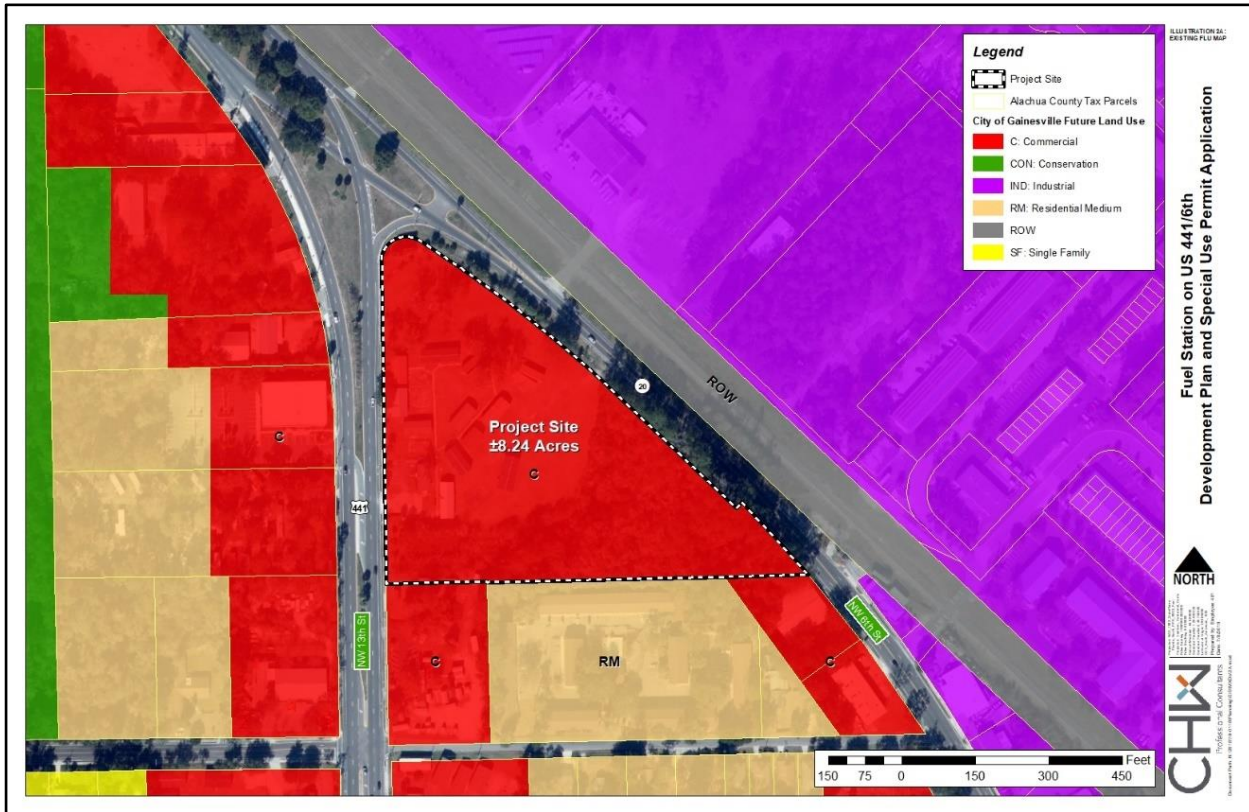 ILLUSTRATION 2A:
EXISTING FLU MAP
Legend
Project Site
Alachua County Tax Parcels
City of Gainesville Future Land Use
C: Commercial
CON: Conservation
IND: Industrial
RM: Residential Medium
ROW
SF: Single Family
Fuel Station on US 441/6th
Development Plan and Special Use Permit Application
20
ROW
Project Site
±8.24 Acres
C
C
441
NW 13th St
NW 6th St
C
RM
C
NORTH
CHW
Professional Consultants
Feet
150 75 0 150 300 450